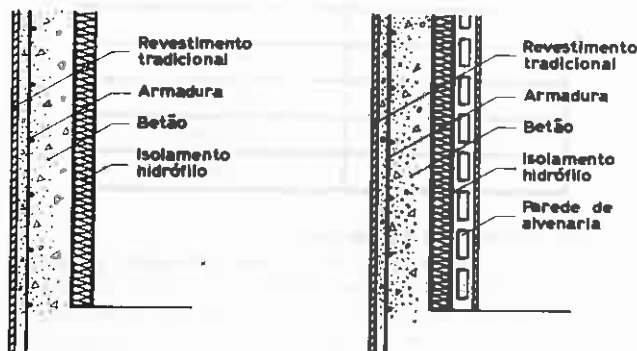 Revestimento
tradicional
Armadura
Betão
Isolamento
hidrófilo
Revestimento
tradicional
Armadura
Betão
Isolamento
hidrófilo
Parede de
alvenaria